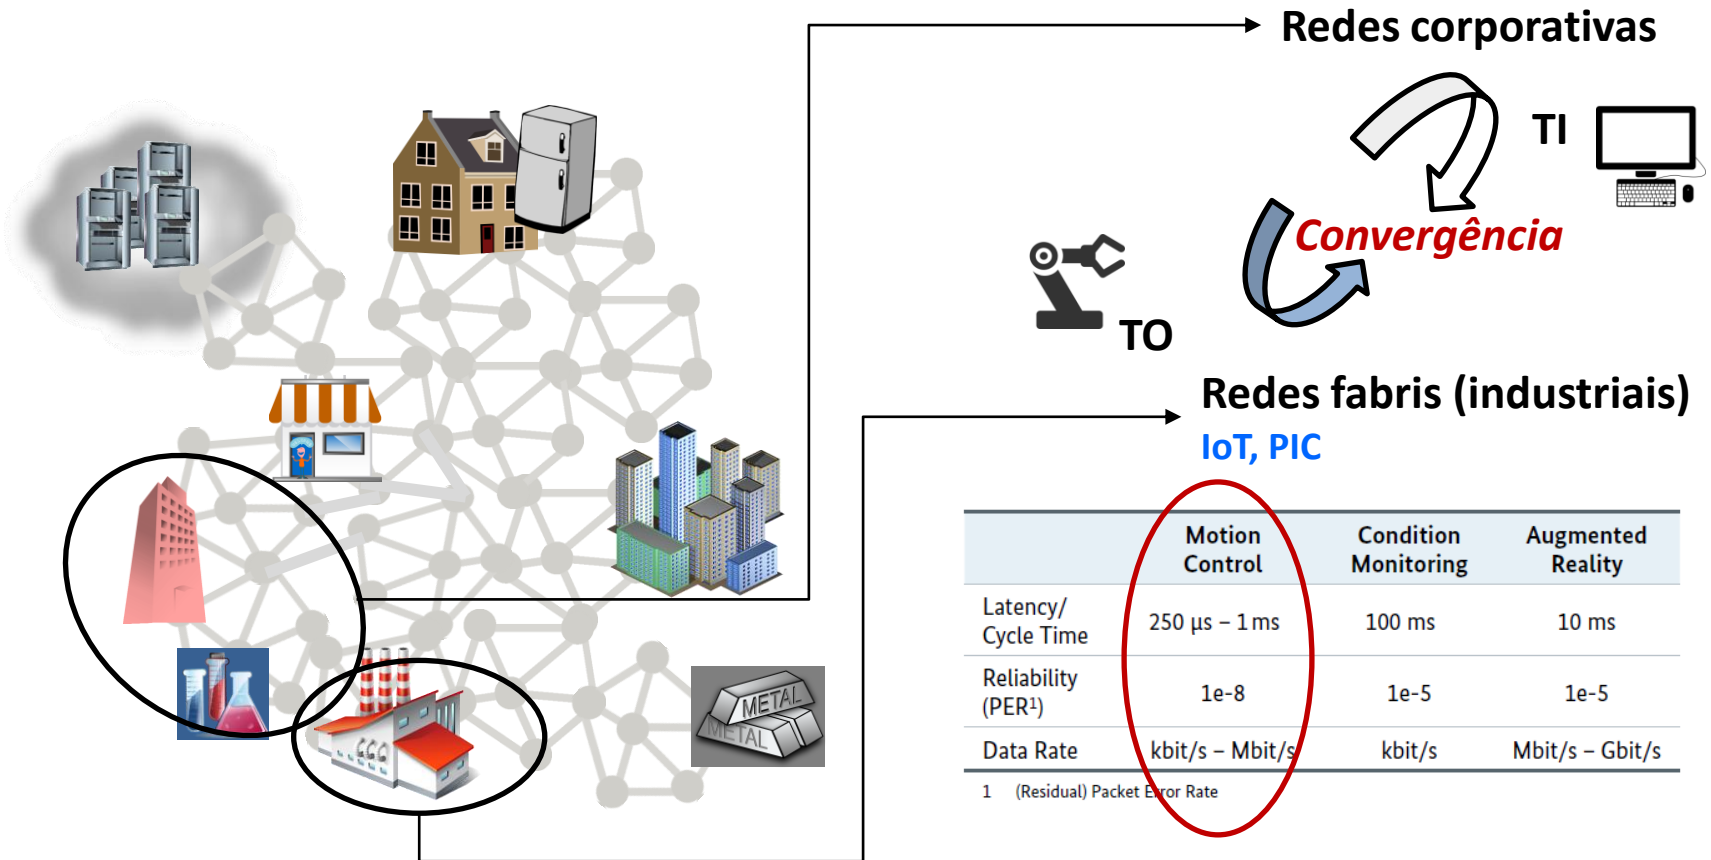 Redes corporativas
TI
Convergência
TO
Redes fabris (industriais)
IoT, PIC
Motion Control
Condition Monitoring
Augmented Reality
Latency/ Cycle Time
250 µs – 1 ms
100 ms
10 ms
Reliability (PER¹)
1e-8
1e-5
1e-5
Data Rate
kbit/s – Mbit/s
kbit/s
Mbit/s – Gbit/s
1 (Residual) Packet Error Rate
METAL
METAL